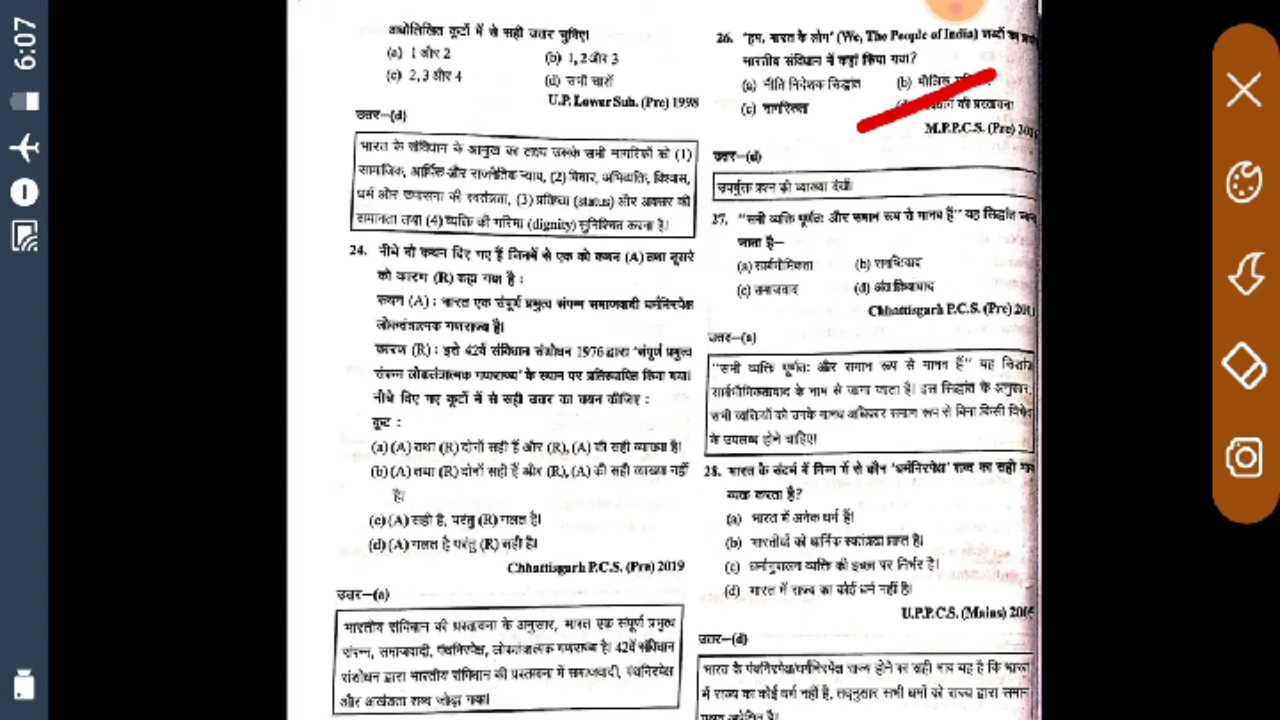 6:07
अधोलिखित कूटों में से सही उत्तर चुनिए।
(a) 1 और 2
(b) 1, 2 और 3
(c) 2, 3 और 4
(d) सभी चारों
U.P. Lower Sub. (Pre) 1998
उत्तर—(d)
भारत के संविधान के आमुख का लक्ष्य उसके सभी नागरिकों को (1)
सामाजिक, आर्थिक और राजनैतिक न्याय, (2) विचार, अभिव्यक्ति, विश्वास,
धर्म और उपासना की स्वतंत्रता, (3) प्रतिष्ठा (status) और अवसर की
समानता तथा (4) व्यक्ति की गरिमा (dignity) सुनिश्चित करना है।
24. नीचे दो कथन दिए गए हैं जिनमें से एक को कथन (A) तथा दूसरे
को कारण (R) कहा गया है :
कथन (A) : भारत एक संपूर्ण प्रभुत्व संपन्न समाजवादी धर्मनिरपेक्ष
लोकतंत्रात्मक गणराज्य है।
कारण (R) : इसे 42वें संविधान संशोधन 1976 द्वारा 'संपूर्ण प्रभुत्व
संपन्न लोकतंत्रात्मक गणराज्य' के स्थान पर प्रतिस्थापित किया गया।
नीचे दिए गए कूटों में से सही उत्तर का चयन कीजिए :
कूट :
(a) (A) तथा (R) दोनों सही हैं और (R), (A) की सही व्याख्या है।
(b) (A) तथा (R) दोनों सही हैं और (R), (A) की सही व्याख्या नहीं
है।
(c) (A) सही है, परंतु (R) गलत है।
(d) (A) गलत है परंतु (R) सही है।
Chhattisgarh P.C.S. (Pre) 2019
उत्तर—(a)
भारतीय संविधान की प्रस्तावना के अनुसार, भारत एक संपूर्ण प्रभुत्व
संपन्न, समाजवादी, पंथनिरपेक्ष, लोकतंत्रात्मक गणराज्य है। 42वें संविधान
संशोधन द्वारा भारतीय संविधान की प्रस्तावना में समाजवादी, पंथनिरपेक्ष
और अखंडता शब्द जोड़ा गया।
26. 'हम, भारत के लोग' (We, The People of India) शब्दों का
भारतीय संविधान में कहां किया गया?
(a) नीति निदेशक सिद्धांत
(b) मौलिक
(c) नागरिकता
की प्रस्तावना
M.P.P.C.S. (Pre)
उत्तर—(d)
उपर्युक्त प्रश्न की व्याख्या देखें।
27. "सभी व्यक्ति पूर्णतः और समान रूप से मानव हैं" यह सिद्धांत
जाता है—
(a) सार्वभौमिकता
(b) समष्टिवाद
(c) समाजवाद
(d) अंतःक्रियावाद
Chhattisgarh P.C.S. (Pre)
उत्तर—(a)
"सभी व्यक्ति पूर्णतः और समान रूप से मानव हैं" यह सिद्धांत
सार्वभौमिकतावाद के नाम से जाना जाता है। इस सिद्धांत के अनुसार,
सभी व्यक्तियों को उनके मानव अधिकार समान रूप से बिना किसी विभेद
के उपलब्ध होने चाहिए।
28. भारत के संदर्भ में निम्न में से कौन 'धर्मनिरपेक्ष' शब्द का सही
व्यक्त करता है?
(a) भारत में अनेक धर्म हैं।
(b) भारतीयों को धार्मिक स्वतंत्रता प्राप्त है।
(c) धर्मानुपालन व्यक्ति की इच्छा पर निर्भर है।
(d) भारत में राज्य का कोई धर्म नहीं है।
U.P.P.C.S. (Mains) 2005
उत्तर—(d)
भारत के पंथनिरपेक्ष/धर्मनिरपेक्ष राज्य होने का सही भाव यह है कि भारत
में राज्य का कोई धर्म नहीं है, तद्नुसार सभी धर्मों को राज्य द्वारा समान